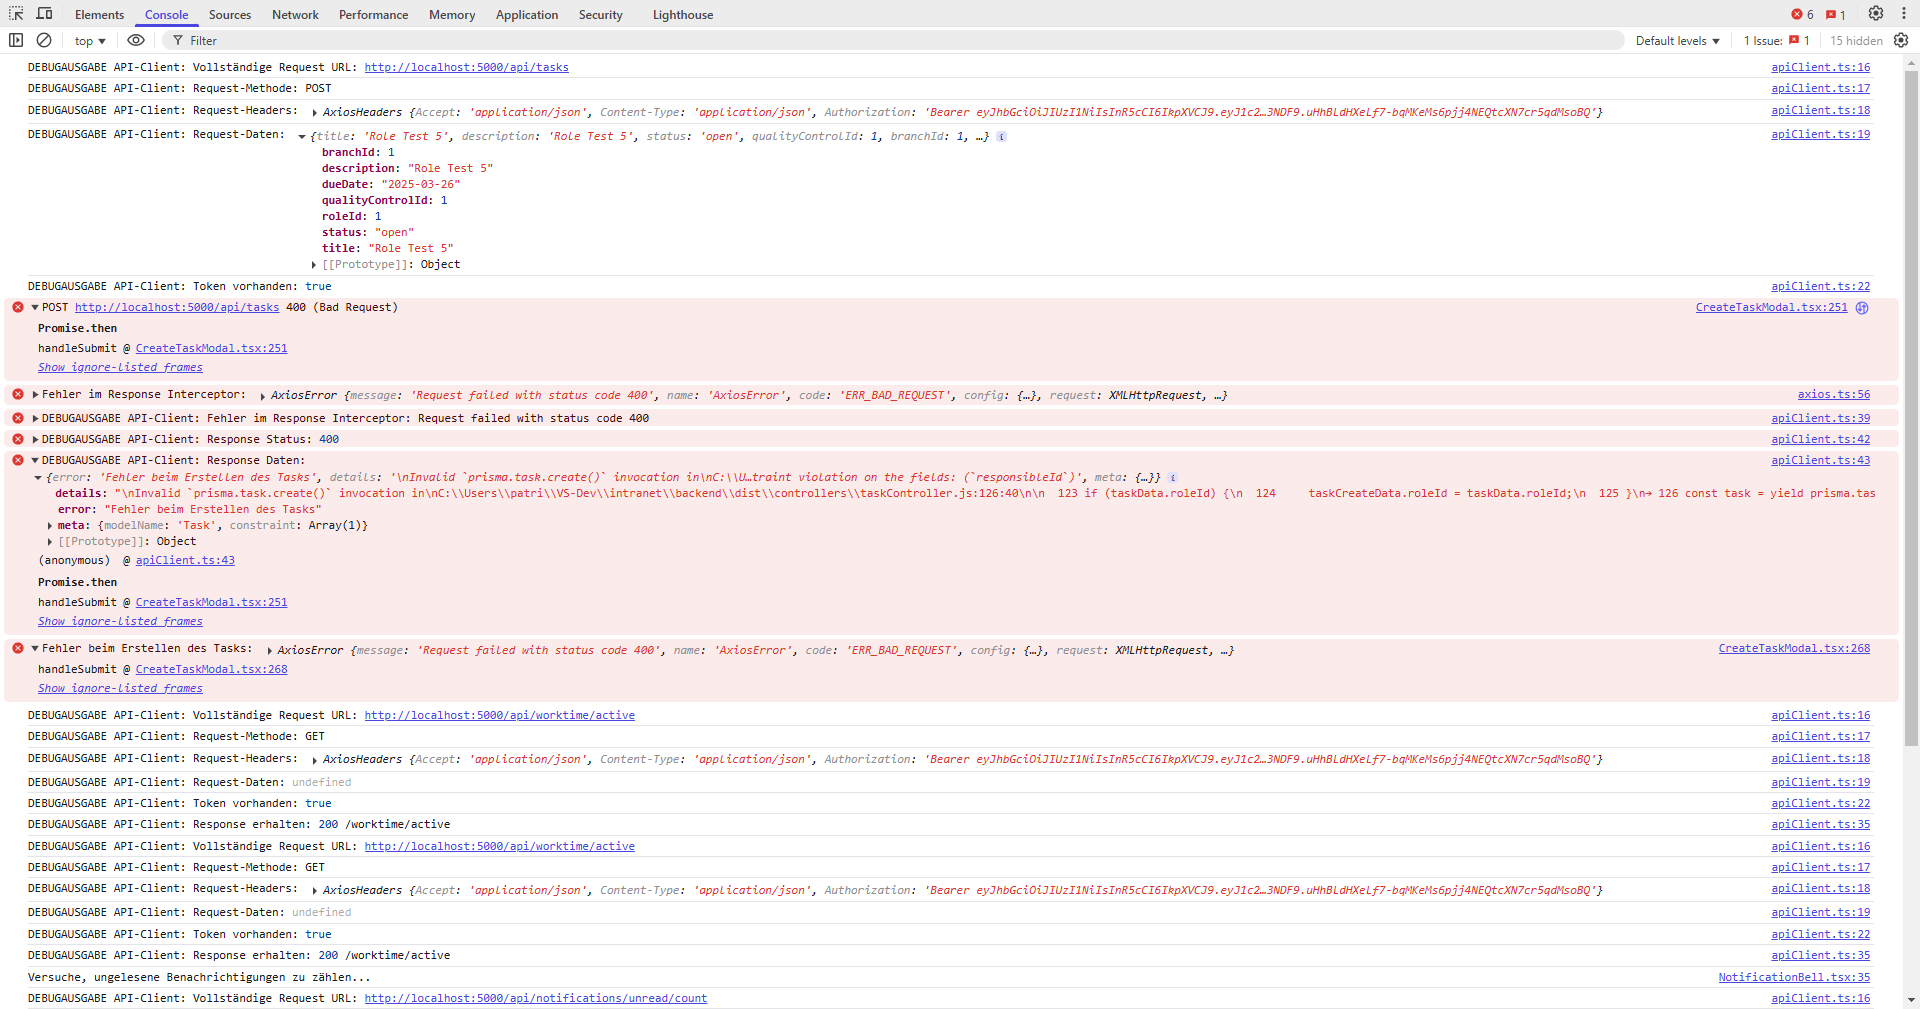 Elements Console Sources Network Performance Memory Application Security Lighthouse 6 1
top Filter Default levels 1 Issue: 1 15 hidden
DEBUGAUSGABE API-Client: Vollständige Request URL: http://localhost:5000/api/tasks apiClient.ts:16
DEBUGAUSGABE API-Client: Request-Methode: POST apiClient.ts:17
DEBUGAUSGABE API-Client: Request-Headers: AxiosHeaders {Accept: 'application/json', Content-Type: 'application/json', Authorization: 'Bearer eyJhbGciOiJIUzI1NiIsInR5cCI6IkpXVCJ9.eyJ1c2…3NDF9.uHhBLdHXeLf7-bqMKeMs6pjj4NEQtcXN7cr5qdMsoBQ'} apiClient.ts:18
DEBUGAUSGABE API-Client: Request-Daten: {title: 'Role Test 5', description: 'Role Test 5', status: 'open', qualityControlId: 1, branchId: 1, …} apiClient.ts:19
branchId: 1
description: "Role Test 5"
dueDate: "2025-03-26"
qualityControlId: 1
roleId: 1
status: "open"
title: "Role Test 5"
[[Prototype]]: Object
DEBUGAUSGABE API-Client: Token vorhanden: true apiClient.ts:22
POST http://localhost:5000/api/tasks 400 (Bad Request) CreateTaskModal.tsx:251
Promise.then
handleSubmit @ CreateTaskModal.tsx:251
Show ignore-listed frames
Fehler im Response Interceptor: AxiosError {message: 'Request failed with status code 400', name: 'AxiosError', code: 'ERR_BAD_REQUEST', config: {…}, request: XMLHttpRequest, …} axios.ts:56
DEBUGAUSGABE API-Client: Fehler im Response Interceptor: Request failed with status code 400 apiClient.ts:39
DEBUGAUSGABE API-Client: Response Status: 400 apiClient.ts:42
DEBUGAUSGABE API-Client: Response Daten: apiClient.ts:43
{error: 'Fehler beim Erstellen des Tasks', details: '\nInvalid `prisma.task.create()` invocation in\nC:\\U…traint violation on the fields: (`responsibleId`)', meta: {…}}
details: "\nInvalid `prisma.task.create()` invocation in\nC:\\Users\\patri\\VS-Dev\\intranet\\backend\\dist\\controllers\\taskController.js:126:40\n\n  123 if (taskData.roleId) {\n  124     taskCreateData.roleId = taskData.roleId;\n  125 }\n→ 126 const task = yield prisma.tas
error: "Fehler beim Erstellen des Tasks"
meta: {modelName: 'Task', constraint: Array(1)}
[[Prototype]]: Object
(anonymous) @ apiClient.ts:43
Promise.then
handleSubmit @ CreateTaskModal.tsx:251
Show ignore-listed frames
Fehler beim Erstellen des Tasks: AxiosError {message: 'Request failed with status code 400', name: 'AxiosError', code: 'ERR_BAD_REQUEST', config: {…}, request: XMLHttpRequest, …} CreateTaskModal.tsx:268
handleSubmit @ CreateTaskModal.tsx:268
Show ignore-listed frames
DEBUGAUSGABE API-Client: Vollständige Request URL: http://localhost:5000/api/worktime/active apiClient.ts:16
DEBUGAUSGABE API-Client: Request-Methode: GET apiClient.ts:17
DEBUGAUSGABE API-Client: Request-Headers: AxiosHeaders {Accept: 'application/json', Content-Type: 'application/json', Authorization: 'Bearer eyJhbGciOiJIUzI1NiIsInR5cCI6IkpXVCJ9.eyJ1c2…3NDF9.uHhBLdHXeLf7-bqMKeMs6pjj4NEQtcXN7cr5qdMsoBQ'} apiClient.ts:18
DEBUGAUSGABE API-Client: Request-Daten: undefined apiClient.ts:19
DEBUGAUSGABE API-Client: Token vorhanden: true apiClient.ts:22
DEBUGAUSGABE API-Client: Response erhalten: 200 /worktime/active apiClient.ts:35
DEBUGAUSGABE API-Client: Vollständige Request URL: http://localhost:5000/api/worktime/active apiClient.ts:16
DEBUGAUSGABE API-Client: Request-Methode: GET apiClient.ts:17
DEBUGAUSGABE API-Client: Request-Headers: AxiosHeaders {Accept: 'application/json', Content-Type: 'application/json', Authorization: 'Bearer eyJhbGciOiJIUzI1NiIsInR5cCI6IkpXVCJ9.eyJ1c2…3NDF9.uHhBLdHXeLf7-bqMKeMs6pjj4NEQtcXN7cr5qdMsoBQ'} apiClient.ts:18
DEBUGAUSGABE API-Client: Request-Daten: undefined apiClient.ts:19
DEBUGAUSGABE API-Client: Token vorhanden: true apiClient.ts:22
DEBUGAUSGABE API-Client: Response erhalten: 200 /worktime/active apiClient.ts:35
Versuche, ungelesene Benachrichtigungen zu zählen... NotificationBell.tsx:35
DEBUGAUSGABE API-Client: Vollständige Request URL: http://localhost:5000/api/notifications/unread/count apiClient.ts:16